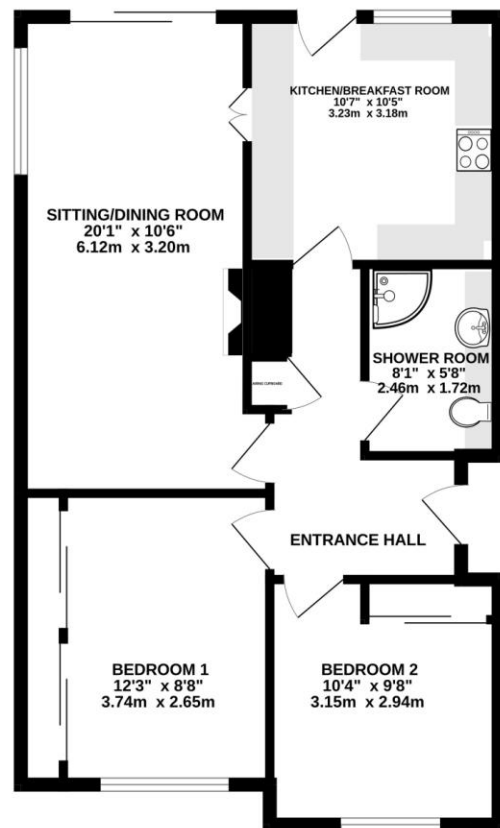 KITCHEN/BREAKFAST ROOM
10'7" x 10'5"
3.23m x 3.18m
SITTING/DINING ROOM
20'1" x 10'6"
6.12m x 3.20m
SHOWER ROOM
8'1" x 5'8"
2.46m x 1.72m
AIRING CUPBOARD
ENTRANCE HALL
BEDROOM 1
12'3" x 8'8"
3.74m x 2.65m
BEDROOM 2
10'4" x 9'8"
3.15m x 2.94m